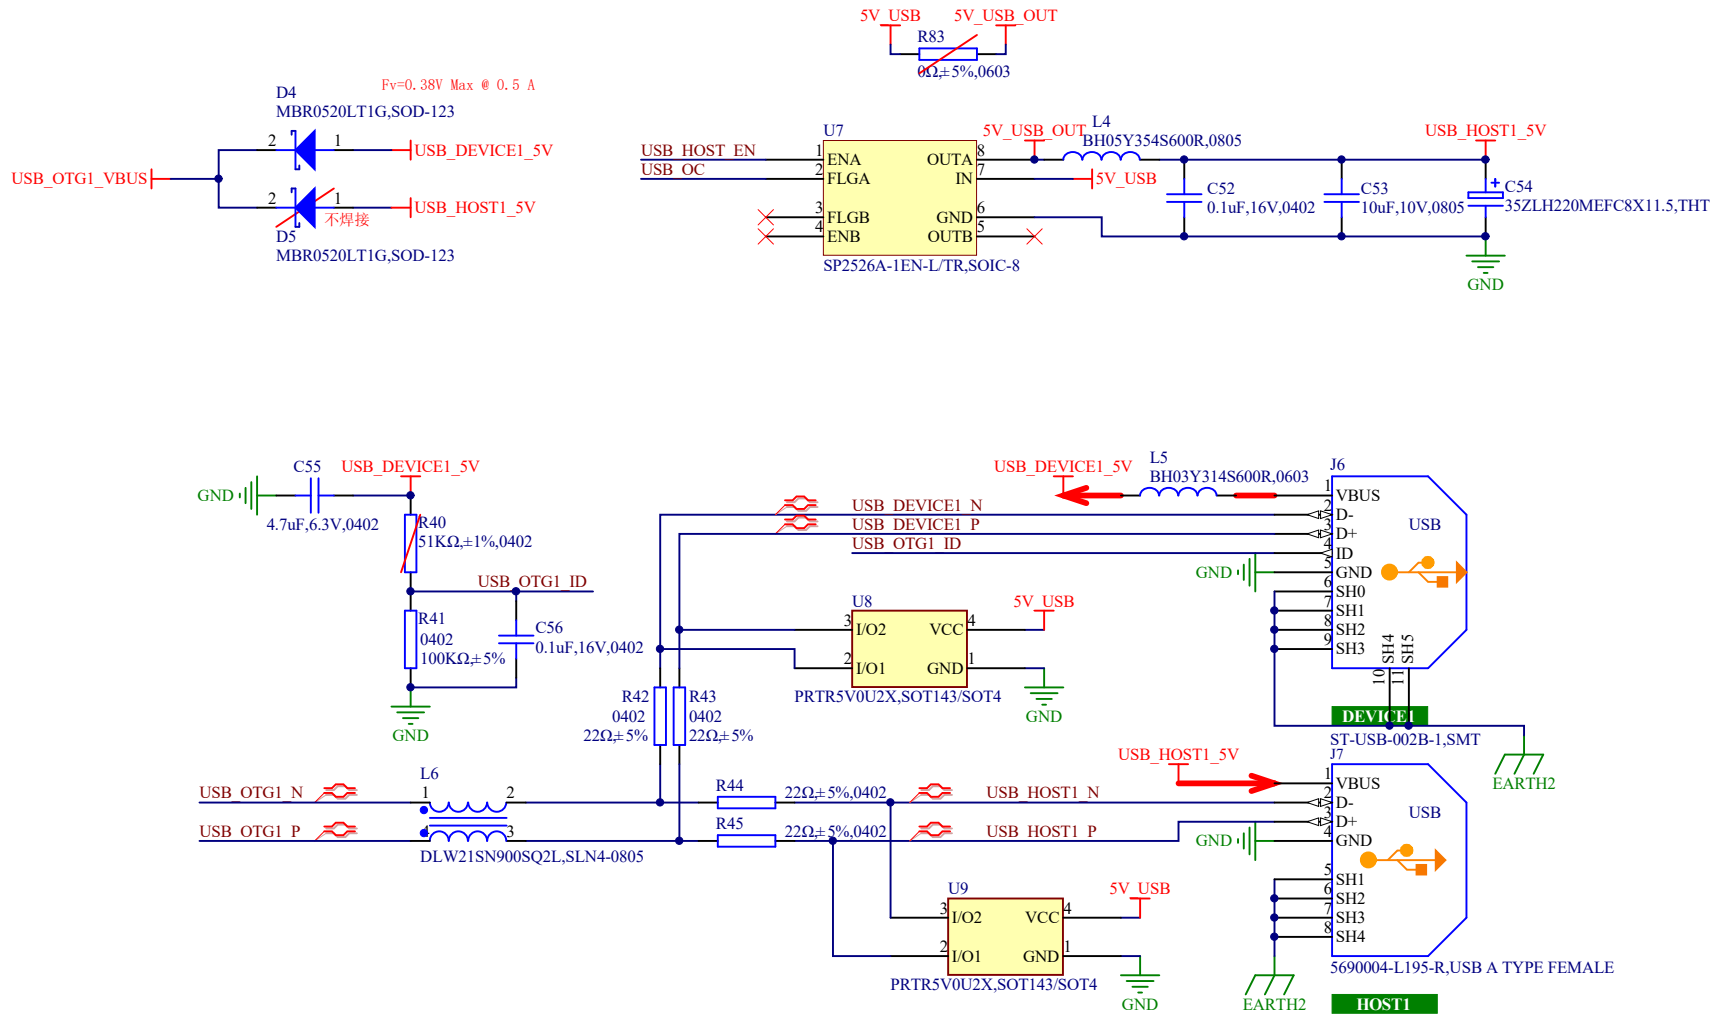 5V_USB
5V_USB_OUT
R83
0Ω,±5%,0603
Fv=0.38V Max @ 0.5 A
D4
MBR0520LT1G,SOD-123
2
1
USB_DEVICE1_5V
USB_OTG1_VBUS
2
1
USB_HOST1_5V
不焊接
D5
MBR0520LT1G,SOD-123
U7
USB_HOST_EN
1
ENA
USB_OC
2
FLGA
3
FLGB
4
ENB
OUTA
8
IN
7
GND
6
OUTB
5
SP2526A-1EN-L/TR,SOIC-8
5V_USB_OUT
5V_USB
L4
BH05Y354S600R,0805
USB_HOST1_5V
C52
0.1uF,16V,0402
C53
10uF,10V,0805
+
C54
35ZLH220MEFC8X11.5,THT
GND
C55
USB_DEVICE1_5V
GND
4.7uF,6.3V,0402
R40
51KΩ,±1%,0402
USB_OTG1_ID
R41
0402
100KΩ,±5%
C56
0.1uF,16V,0402
GND
USB_DEVICE1_5V
L5
BH03Y314S600R,0603
USB_DEVICE1_N
USB_DEVICE1_P
USB_OTG1_ID
GND
J6
1
VBUS
2
D-
3
D+
4
ID
5
GND
6
SH0
7
SH1
8
SH2
9
SH3
10
SH4
11
SH5
USB
DEVICE1
ST-USB-002B-1,SMT
EARTH2
U8
3
I/O2
2
I/O1
VCC
4
GND
1
5V_USB
GND
PRTR5V0U2X,SOT143/SOT4
R42
0402
22Ω,±5%
R43
0402
22Ω,±5%
USB_OTG1_N
USB_OTG1_P
L6
1
2
4
3
DLW21SN900SQ2L,SLN4-0805
R44
22Ω,±5%,0402
R45
22Ω,±5%,0402
USB_HOST1_N
USB_HOST1_P
USB_HOST1_5V
GND
J7
1
VBUS
2
D-
3
D+
4
GND
5
SH1
6
SH2
7
SH3
8
SH4
USB
5690004-L195-R,USB A TYPE FEMALE
HOST1
EARTH2
U9
3
I/O2
2
I/O1
VCC
4
GND
1
5V_USB
GND
PRTR5V0U2X,SOT143/SOT4